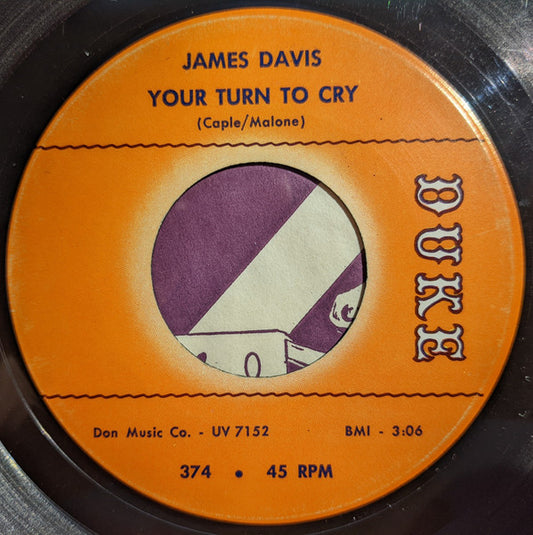 JAMES DAVIS
YOUR TURN TO CRY
(Caple/Malone)
DUKE
Don Music Co. - UV 7152 BMI - 3:06
374 • 45 RPM